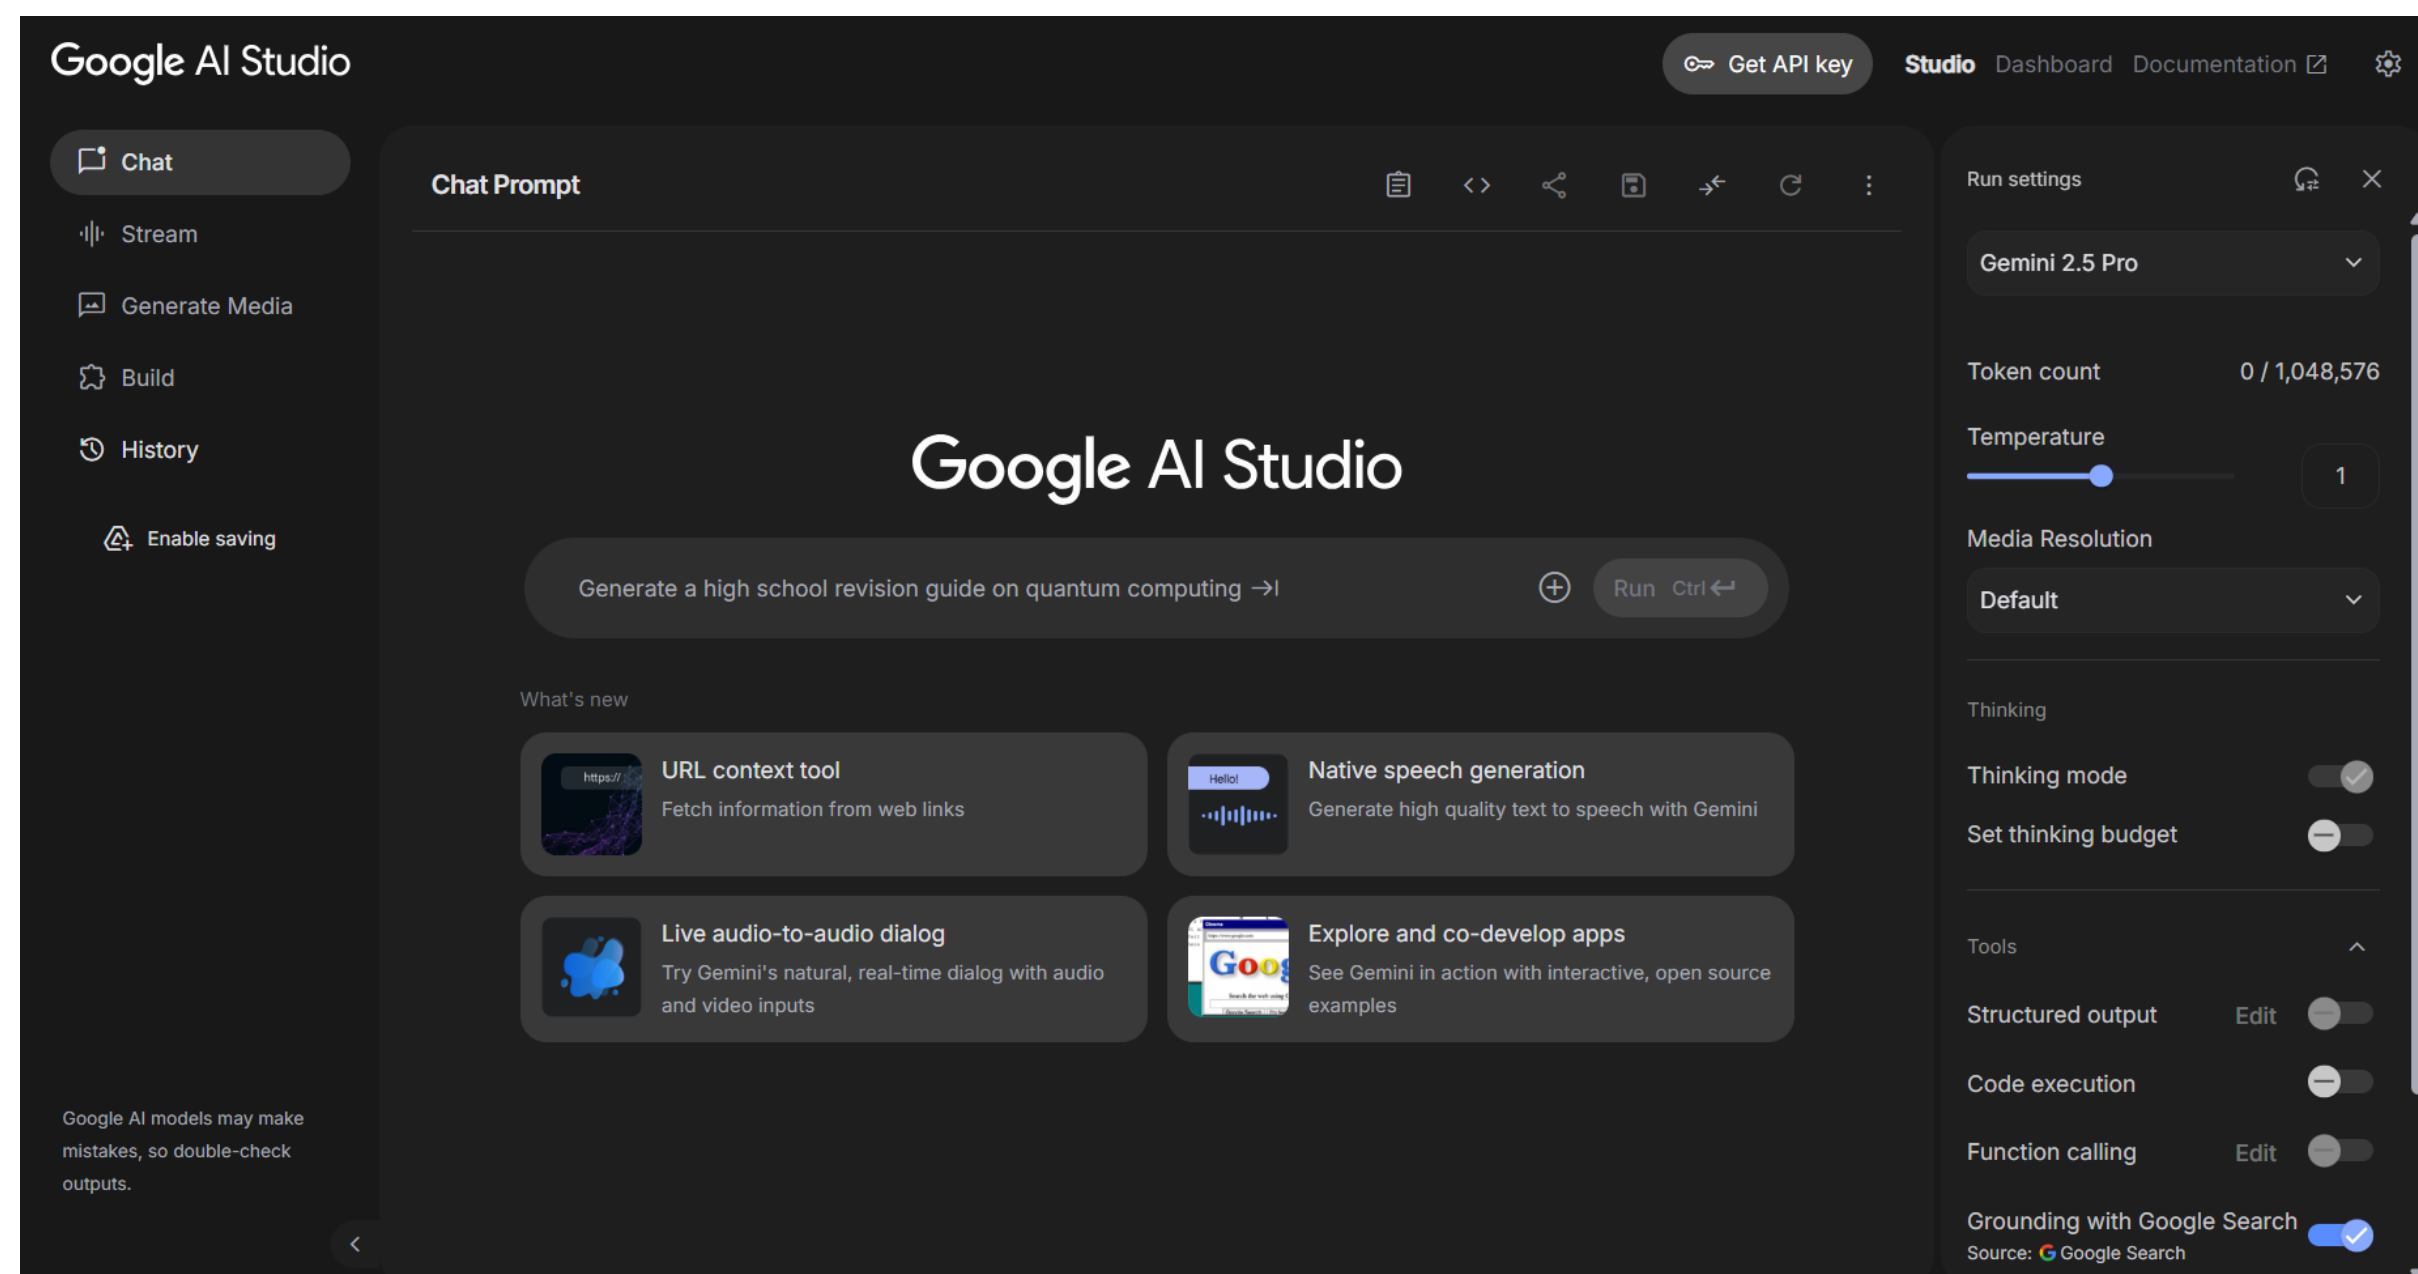 Google AI Studio
Get API key
Studio
Dashboard
Documentation
Chat
Stream
Generate Media
Build
History
Enable saving
Google AI models may make
mistakes, so double-check
outputs.
Chat Prompt
Google AI Studio
Generate a high school revision guide on quantum computing
Run Ctrl
What's new
https://
URL context tool
Fetch information from web links
Hello!
Native speech generation
Generate high quality text to speech with Gemini
Live audio-to-audio dialog
Try Gemini's natural, real-time dialog with audio
and video inputs
Goog
Search the web using
Explore and co-develop apps
See Gemini in action with interactive, open source
examples
Run settings
Gemini 2.5 Pro
Token count 0 / 1,048,576
Temperature
1
Media Resolution
Default
Thinking
Thinking mode
Set thinking budget
Tools
Structured output Edit
Code execution
Function calling Edit
Grounding with Google Search
Source: Google Search